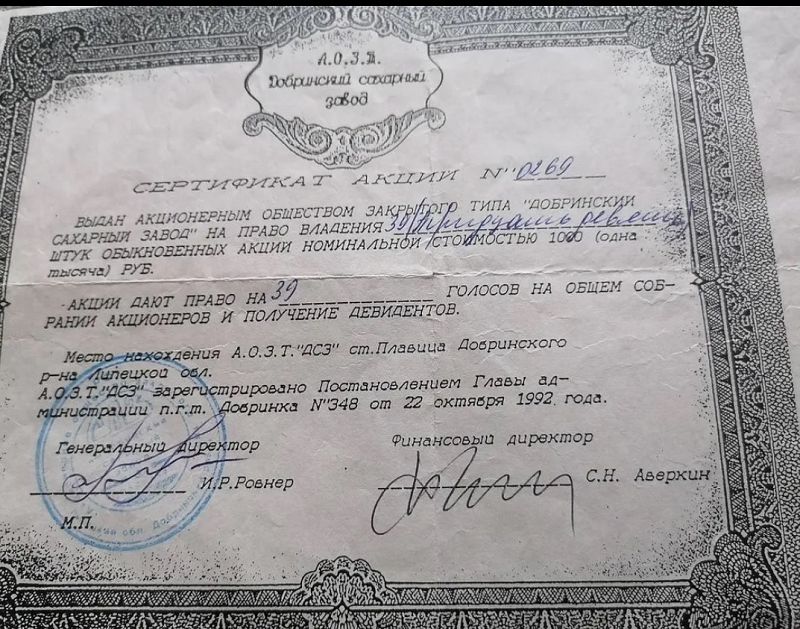 А.О.З.Т.
Добринский сахарный
завод
СЕРТИФИКАТ АКЦИИ N"0269
ВЫДАН АКЦИОНЕРНЫМ ОБЩЕСТВОМ ЗАКРЫТОГО ТИПА "ДОБРИНСКИЙ
САХАРНЫЙ ЗАВОД" НА ПРАВО ВЛАДЕНИЯ 39 (тридцать девять)
ШТУК ОБЫКНОВЕННЫХ АКЦИИ НОМИНАЛЬНОЙ СТОИМОСТЬЮ 1000 (одна
тысяча) РУБ.
АКЦИИ ДАЮТ ПРАВО НА 39 ГОЛОСОВ НА ОБЩЕМ СОБ-
РАНИИ АКЦИОНЕРОВ И ПОЛУЧЕНИЕ ДЕВИДЕНТОВ.
Место нахождения А.О.З.Т."ДСЗ" ст.Плавица Добринского
р-на Липецкой обл.
А.О.З.Т."ДСЗ" зарегистрировано Постановлением Главы ад-
министрации п.г.т. Добринка N"348 от 22 октября 1992 года.
Генеральный директор
Финансовый директор
И.Р.Ровнер
С.Н. Аверкин
М.П.